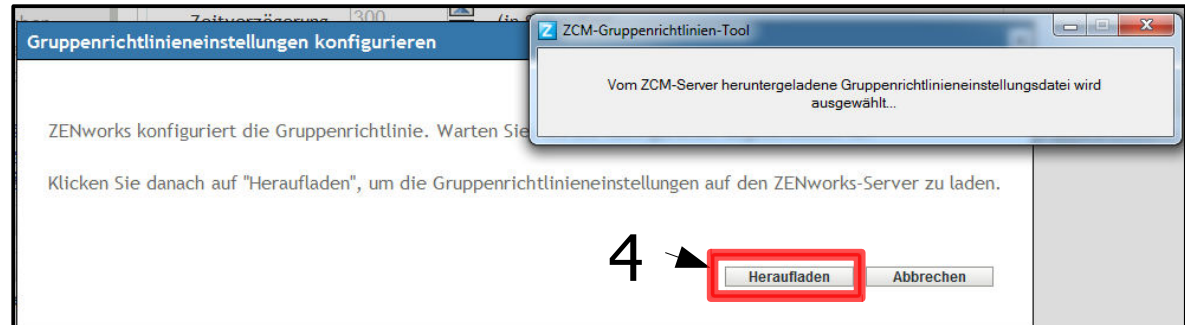 Zeitverzögerung 300
Gruppenrichtlinieneinstellungen konfigurieren
ZCM-Gruppenrichtlinien-Tool
Vom ZCM-Server heruntergeladene Gruppenrichtlinieneinstellungsdatei wird
ausgewählt...
ZENworks konfiguriert die Gruppenrichtlinie. Warten Sie
Klicken Sie danach auf "Heraufladen", um die Gruppenrichtlinieneinstellungen auf den ZENworks-Server zu laden.
4
Heraufladen Abbrechen